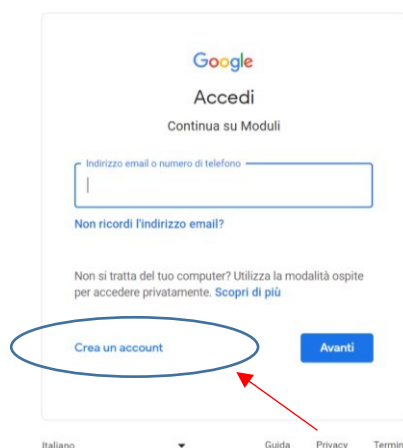 Google
Accedi
Continua su Moduli
Indirizzo email o numero di telefono
Non ricordi l'indirizzo email?
Non si tratta del tuo computer? Utilizza la modalità ospite
per accedere privatamente. Scopri di più
Crea un account
Avanti
Italiano
Guida
Privacy
Termin